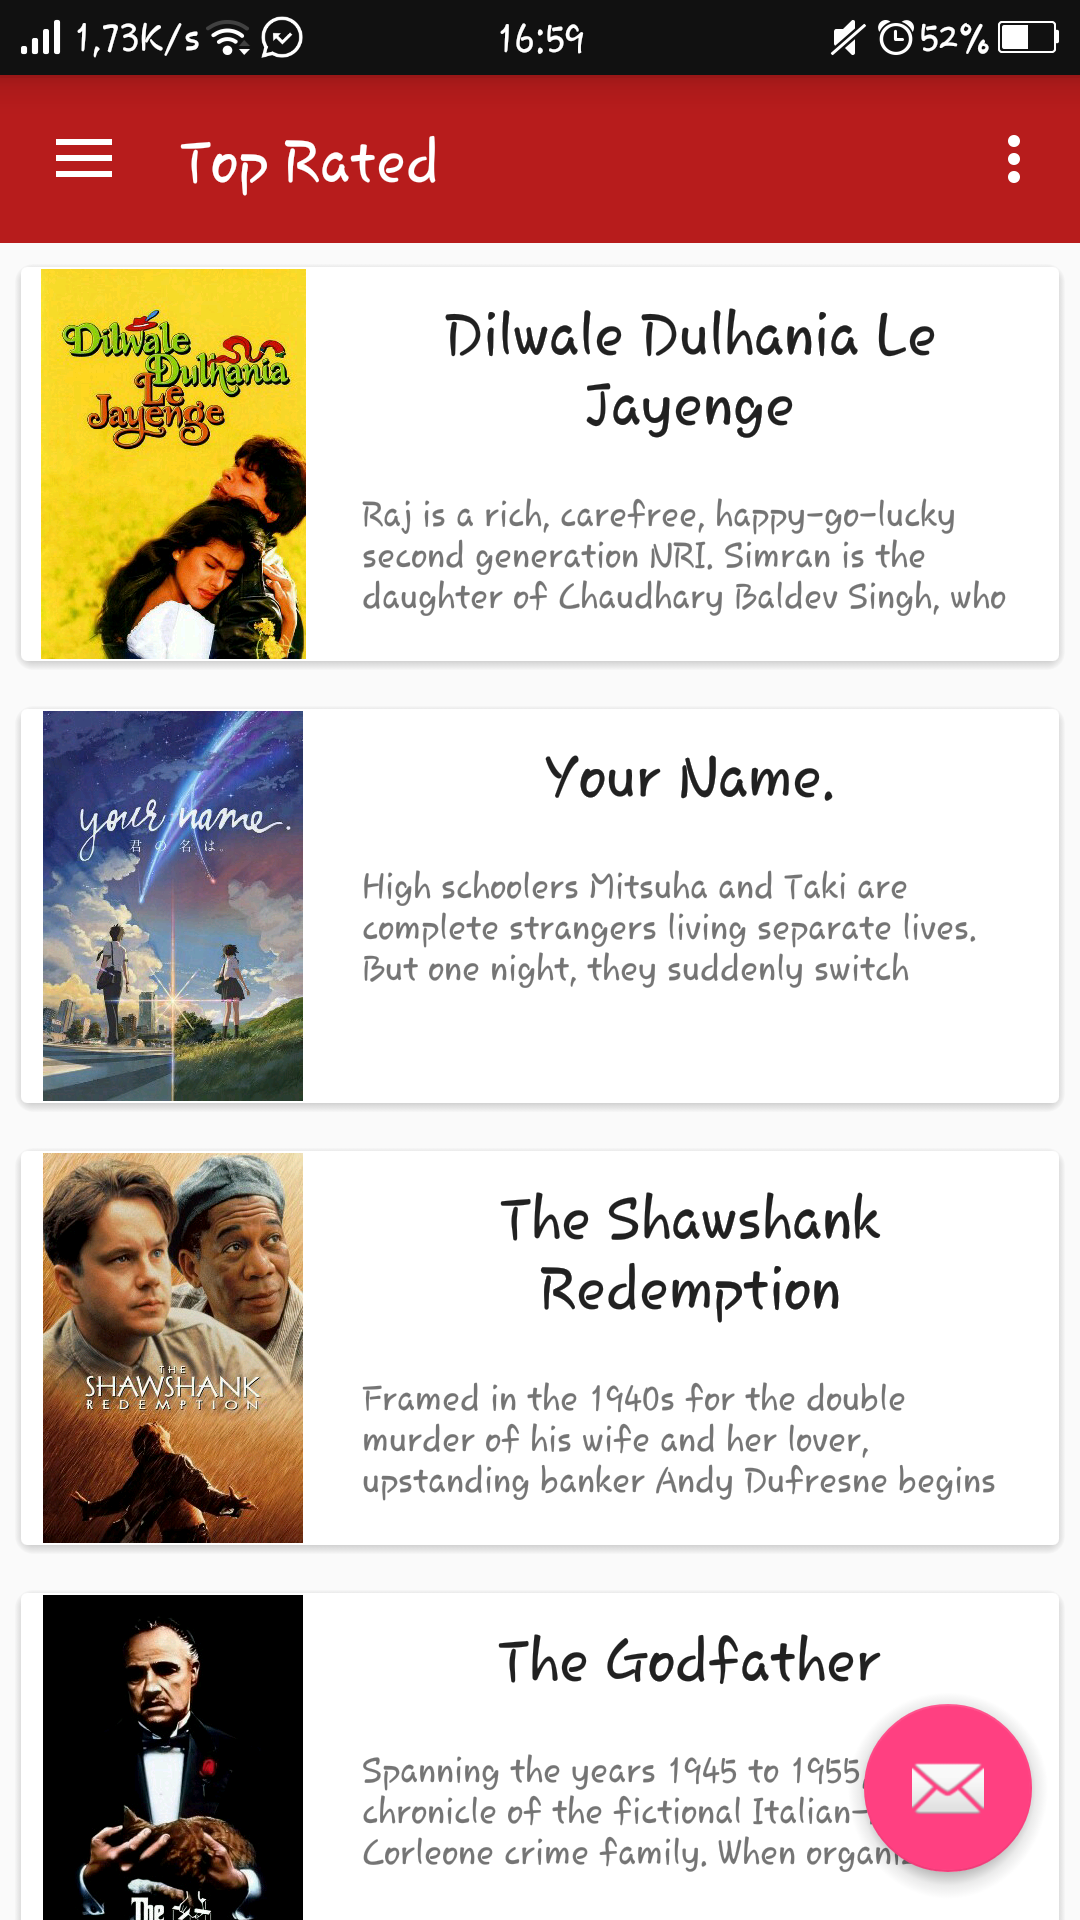 1,73K/s 16:59 52%
Top Rated
Dilwale
Dulhania
Le
Jayenge
Dilwale Dulhania Le
Jayenge
Raj is a rich, carefree, happy-go-lucky
second generation NRI. Simran is the
daughter of Chaudhary Baldev Singh, who
your name.
君の名は。
Your Name.
High schoolers Mitsuha and Taki are
complete strangers living separate lives.
But one night, they suddenly switch
THE
SHAWSHANK
REDEMPTION
The Shawshank
Redemption
Framed in the 1940s for the double
murder of his wife and her lover,
upstanding banker Andy Dufresne begins
The
The Godfather
Spanning the years 1945 to 1955,
chronicle of the fictional Italian-
Corleone crime family. When organi